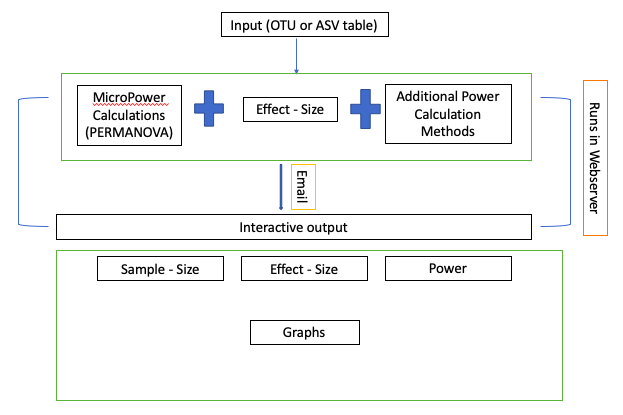 Input (OTU or ASV table)
MicroPower
Calculations
(PERMANOVA)
Effect - Size
Additional Power
Calculation
Methods
Runs in Webserver
Email
Interactive output
Sample - Size
Effect - Size
Power
Graphs